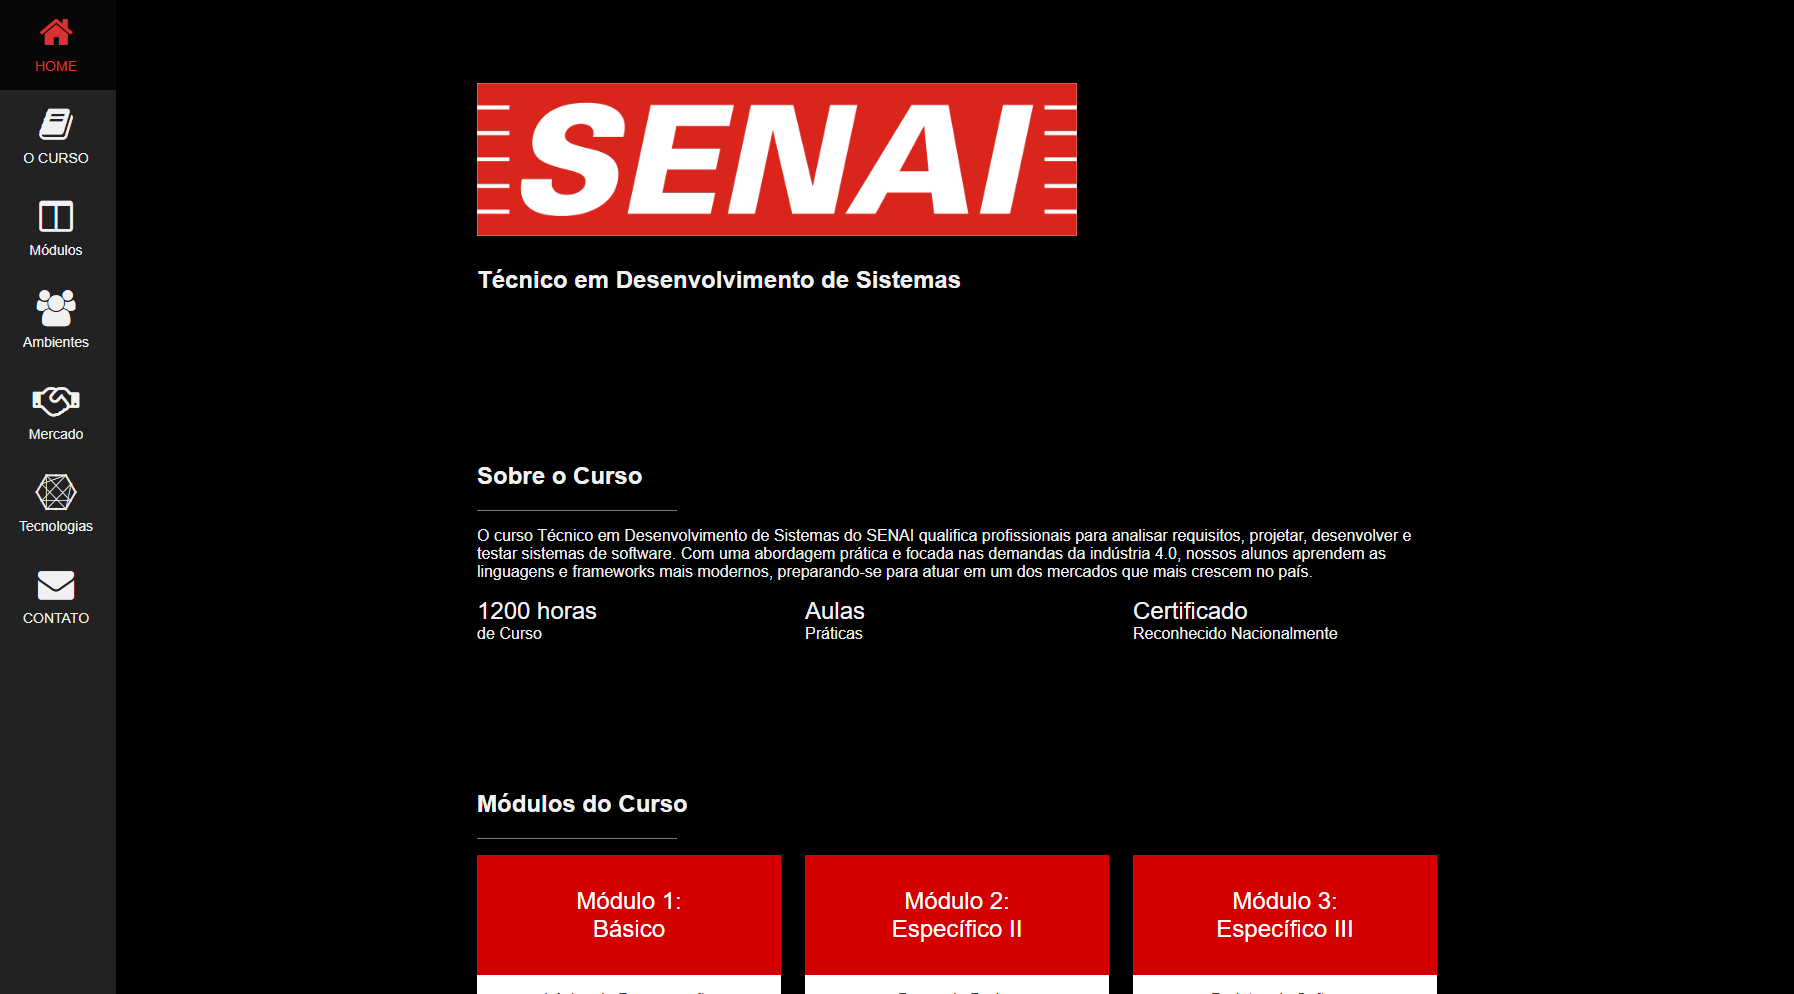 HOME
O CURSO
Módulos
Ambientes
Mercado
Tecnologias
CONTATO
SENAI
Técnico em Desenvolvimento de Sistemas
Sobre o Curso
O curso Técnico em Desenvolvimento de Sistemas do SENAI qualifica profissionais para analisar requisitos, projetar, desenvolver e
testar sistemas de software. Com uma abordagem prática e focada nas demandas da indústria 4.0, nossos alunos aprendem as
linguagens e frameworks mais modernos, preparando-se para atuar em um dos mercados que mais crescem no país.
1200 horas
de Curso
Aulas
Práticas
Certificado
Reconhecido Nacionalmente
Módulos do Curso
Módulo 1:
Básico
Módulo 2:
Específico II
Módulo 3:
Específico III